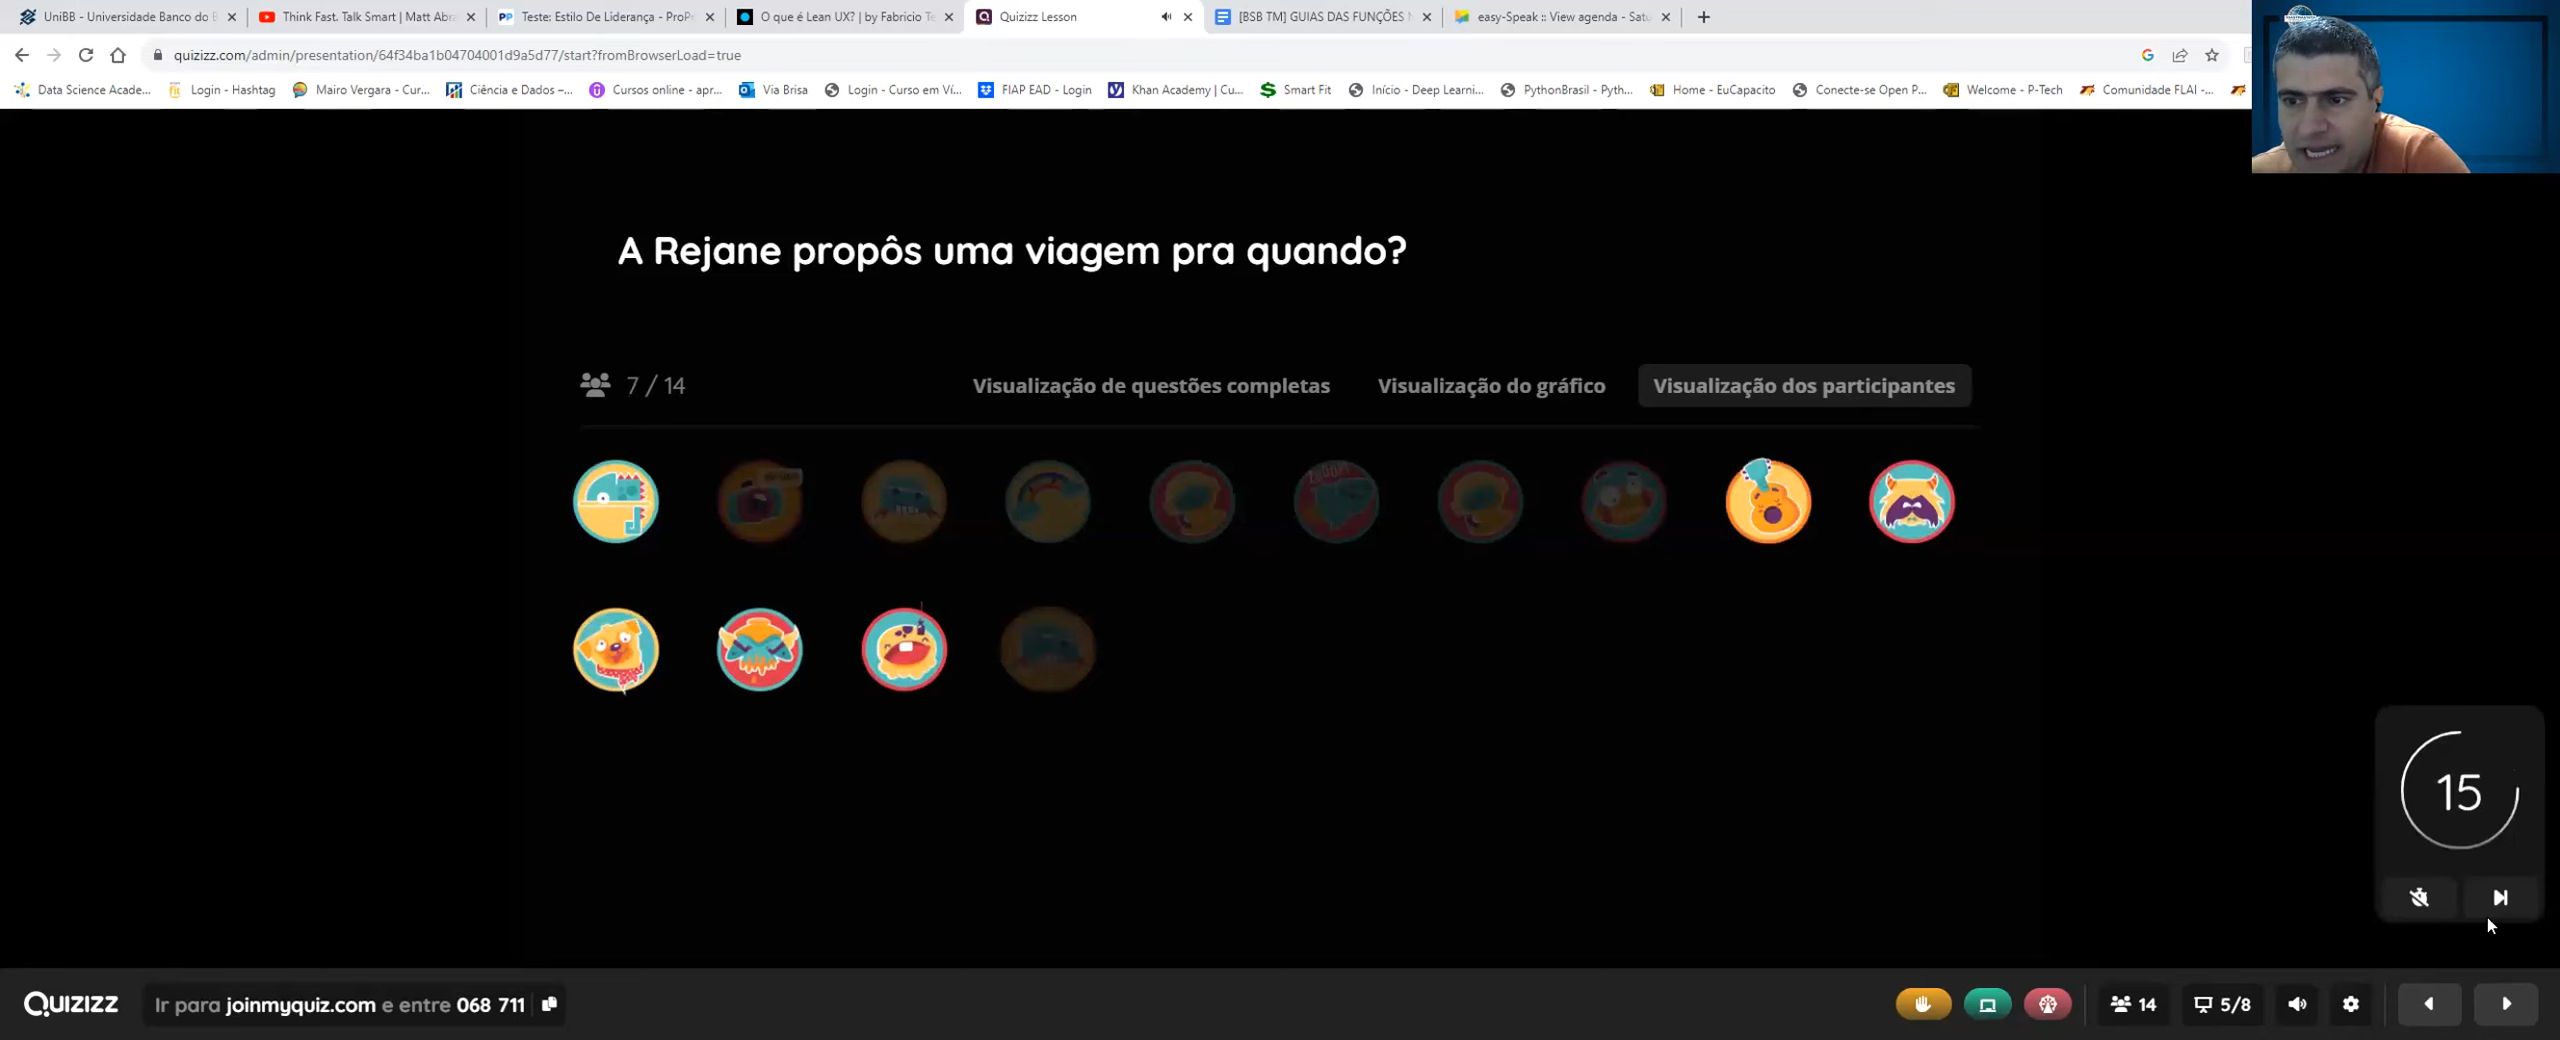 UniBB - Universidade Banco do B
Think Fast. Talk Smart | Matt Abra
Teste: Estilo De Liderança - ProPr
O que é Lean UX? | by Fabricio Te
Quizizz Lesson
[BSB TM] GUIAS DAS FUNÇÕES
easy-Speak :: View agenda - Satu
quizizz.com/admin/presentation/64f34ba1b04704001d9a5d77/start?fromBrowserLoad=true
Data Science Acade...
Login - Hashtag
Mairo Vergara - Cur...
Ciência e Dados –...
Cursos online - apr...
Via Brisa
Login - Curso em Ví...
FIAP EAD - Login
Khan Academy | Cu...
Smart Fit
Início - Deep Learni...
PythonBrasil - Pyth...
Home - EuCapacito
Conecte-se Open P...
Welcome - P-Tech
Comunidade FLAI -...
A Rejane propôs uma viagem pra quando?
7 / 14
Visualização de questões completas
Visualização do gráfico
Visualização dos participantes
15
QUIZIZZ
Ir para joinmyquiz.com e entre 068 711
14
5/8